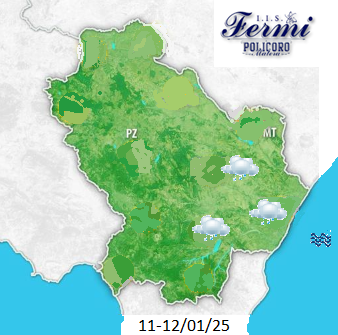 I.I.S.
Fermi
POLICORO
Matera
PZ
MT
11-12/01/25